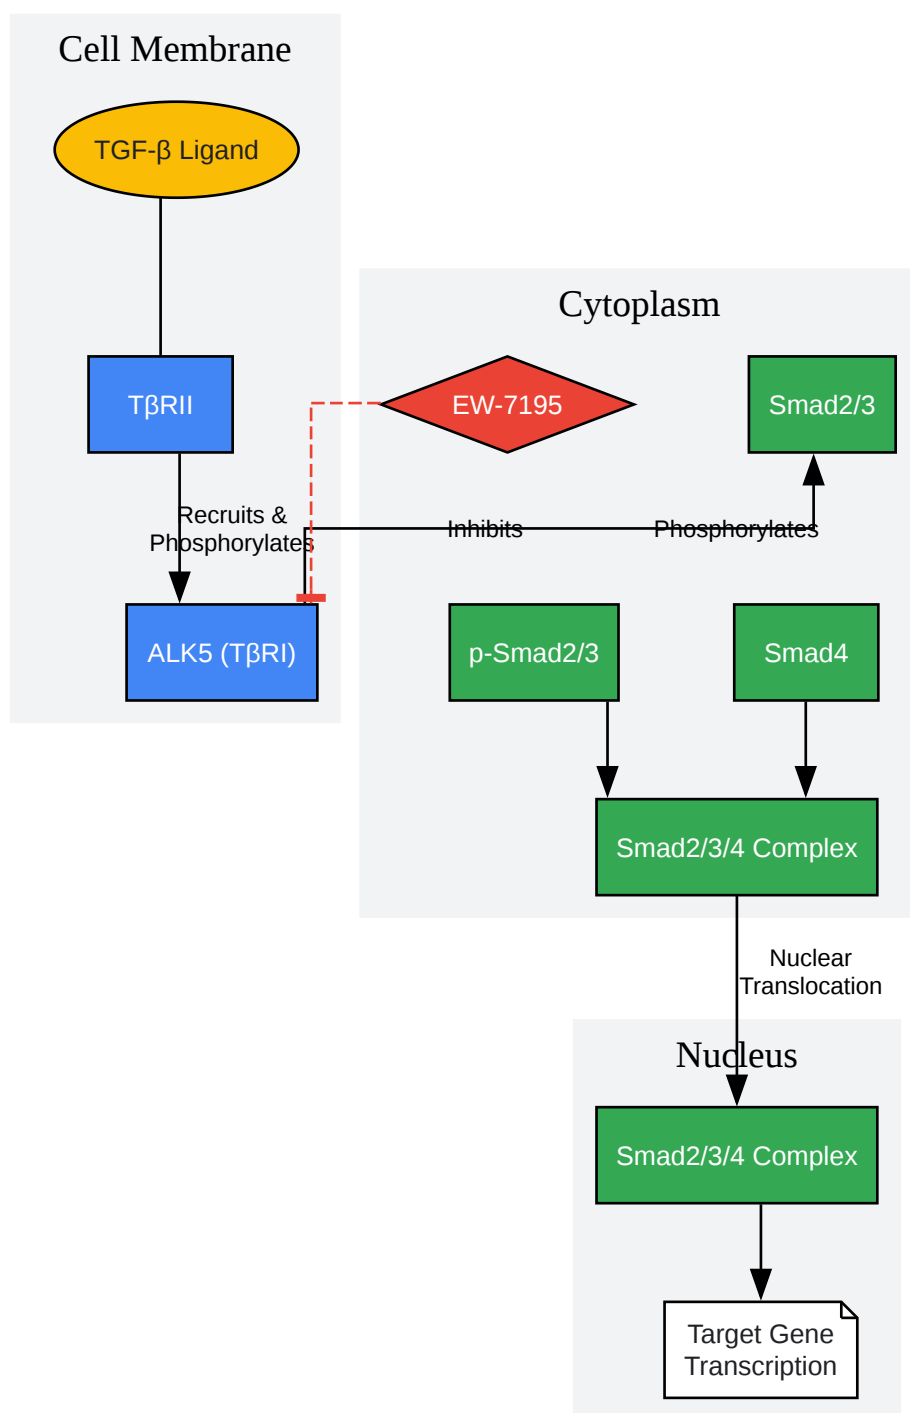 Cell Membrane
TGF-β Ligand
Cytoplasm
TβRII
EW-7195
Smad2/3
Recruits &
Phosphorylates
Inhibits
Phosphorylates
ALK5 (TβRI)
p-Smad2/3
Smad4
Smad2/3/4 Complex
Nuclear
Translocation
Nucleus
Smad2/3/4 Complex
Target Gene
Transcription